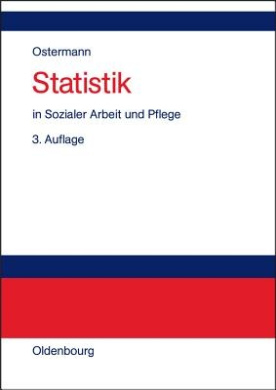 Ostermann
Statistik
in Sozialer Arbeit und Pflege
3. Auflage
Oldenbourg